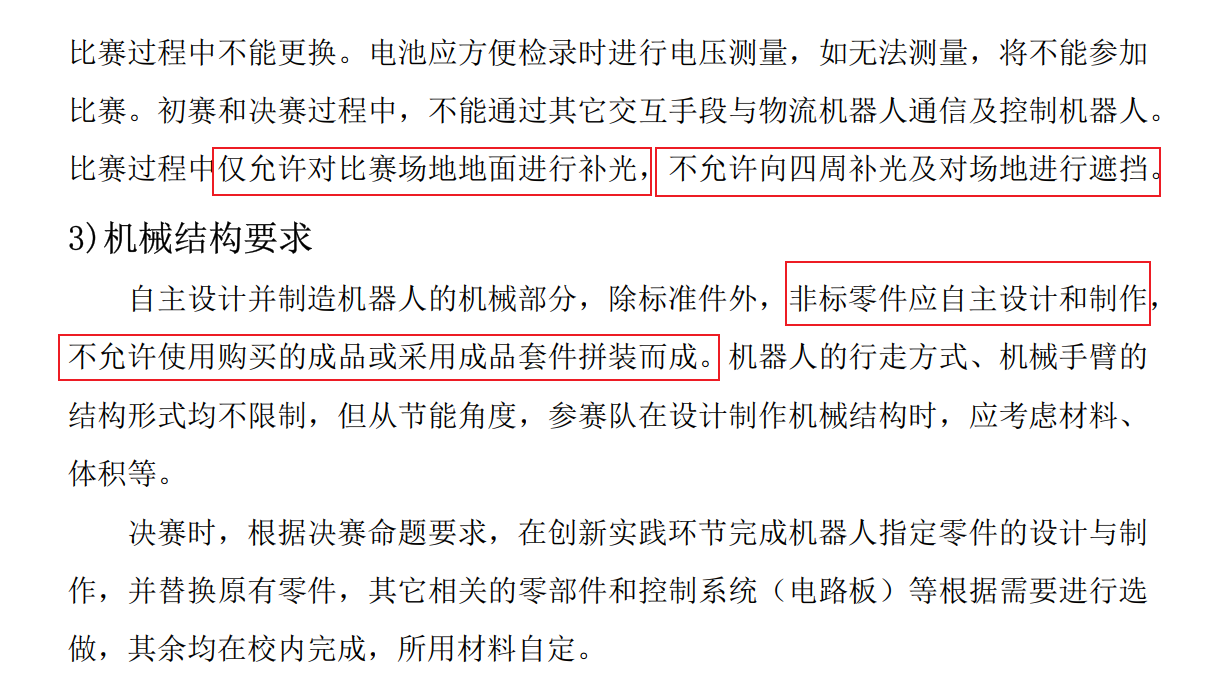 比赛过程中不能更换。电池应方便检录时进行电压测量，如无法测量，将不能参加
比赛。初赛和决赛过程中，不能通过其它交互手段与物流机器人通信及控制机器人。
比赛过程中仅允许对比赛场地地面进行补光，不允许向四周补光及对场地进行遮挡。
3)机械结构要求
自主设计并制造机器人的机械部分，除标准件外，非标零件应自主设计和制作，
不允许使用购买的成品或采用成品套件拼装而成。机器人的行走方式、机械手臂的
结构形式均不限制，但从节能角度，参赛队在设计制作机械结构时，应考虑材料、
体积等。
决赛时，根据决赛命题要求，在创新实践环节完成机器人指定零件的设计与制
作，并替换原有零件，其它相关的零部件和控制系统（电路板）等根据需要进行选
做，其余均在校内完成，所用材料自定。